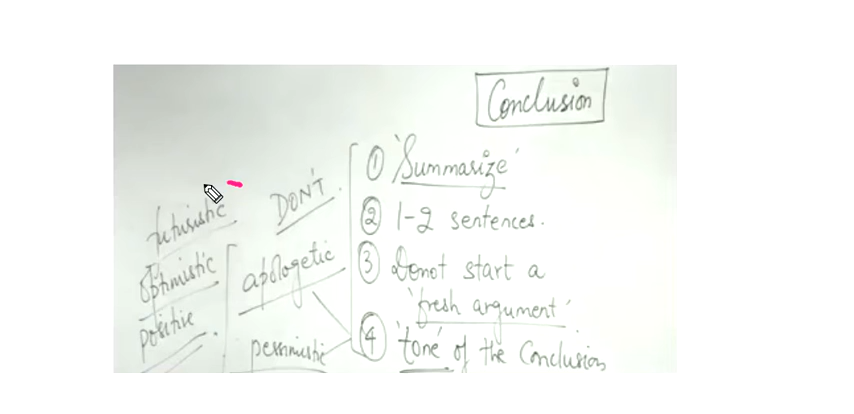 Conclusion
① 'Summarize'
② 1-2 sentences.
③ Donot start a
'fresh argument'
④ 'tone' of the Conclusion
DON'T.
apologetic
pessimistic
futuristic
optimistic
positive.